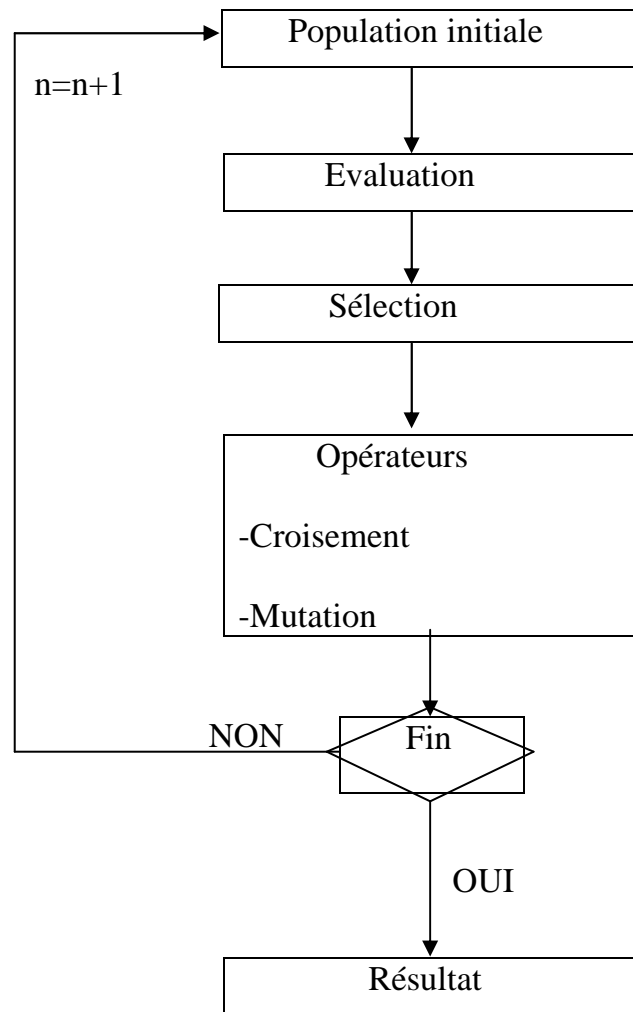 Population initiale
n=n+1
Evaluation
Sélection
Opérateurs
-Croisement
-Mutation
NON
Fin
OUI
Résultat